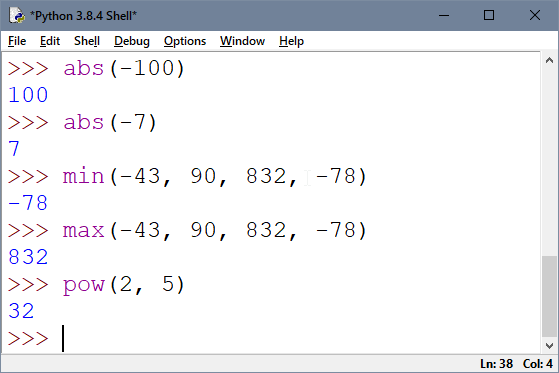 *Python 3.8.4 Shell*
File Edit Shell Debug Options Window Help
>>> abs(-100)
100
>>> abs(-7)
7
>>> min(-43, 90, 832, -78)
-78
>>> max(-43, 90, 832, -78)
832
>>> pow(2, 5)
32
>>>
Ln: 38 Col: 4